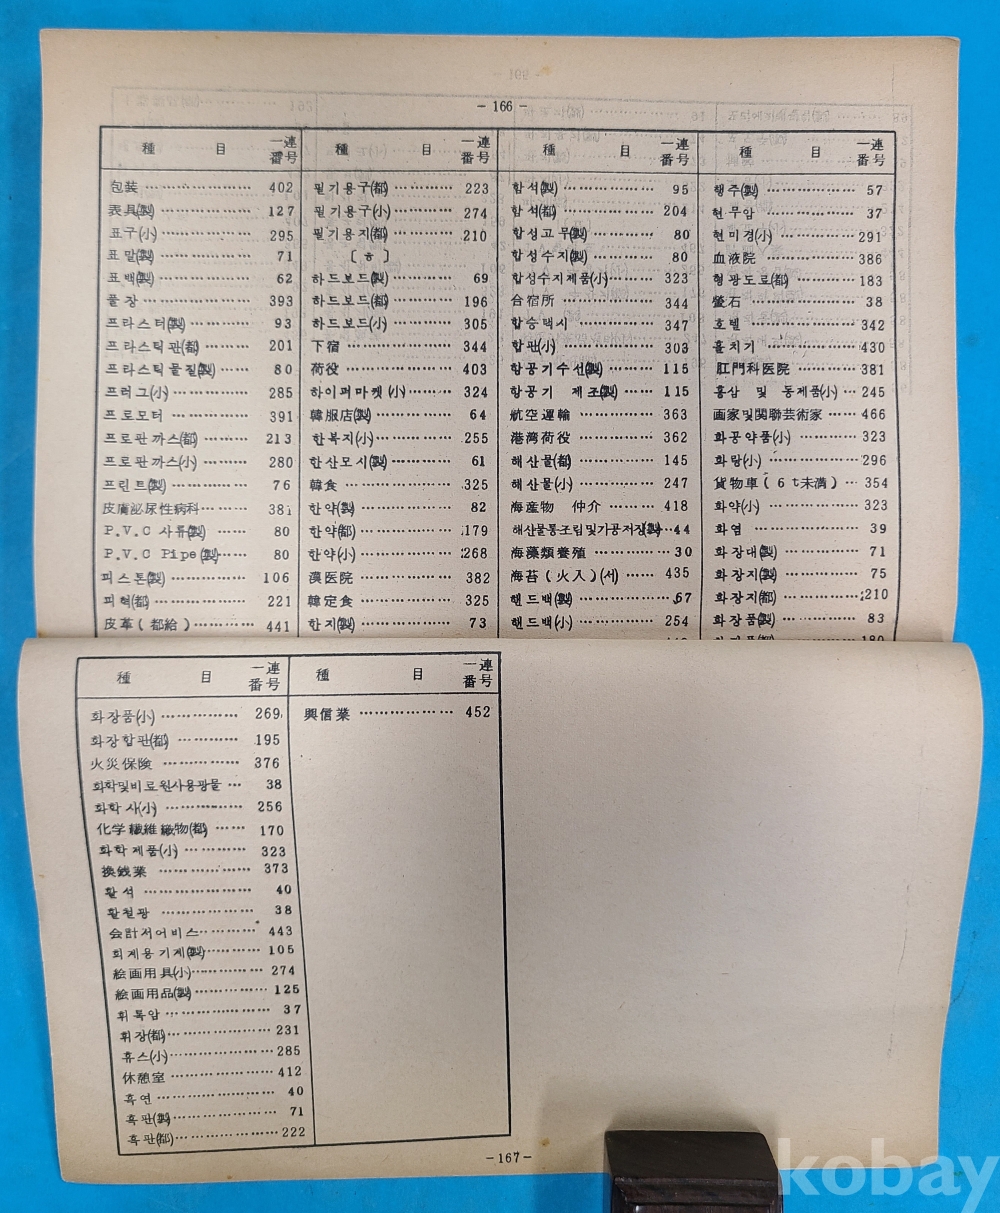 - 166 -
種 目 一連番号
包装 402
表具(製) 127
표구(小) 295
표말(製) 71
표백(製) 62
풀장 393
프라스터(製) 93
프라스틱판(都) 201
프라스틱물질(製) 80
프러그(小) 285
프로모터 391
프로판까스(都) 213
프로판까스(小) 280
프린트(製) 76
皮膚泌尿性病科 381
P.V.C 사류(製) 80
P.V.C Pipe(製) 80
피스톤(製) 106
피혁(都) 221
皮革(都給) 441
種 目 一連番号
필기용구(都) 223
필기용구(小) 274
필기용지(都) 210
[ㅎ]
하드보드(製) 69
하드보드(都) 196
하드보드(小) 305
下宿 344
荷役 403
하이퍼마켙(小) 324
韓服店(製) 64
한복지(小) 255
한산모시(製) 61
韓食 325
한약(製) 82
한약(都) 179
한약(小) 268
漢医院 382
韓定食 325
한지(製) 73
種 目 一連番号
함석(製) 95
함석(都) 204
합성고무(製) 80
합성수지(製) 80
합성수지제품(小) 323
合宿所 344
합승택시 347
합판(小) 303
항공기수선(製) 115
항공기 제조(製) 115
航空運輸 363
港湾荷役 362
해산물(都) 145
해산물(小) 247
海産物 仲介 418
해산물통조림및가공저장(製) 44
海藻類養殖 30
海苔(火入)(서) 435
핸드백(製) 67
핸드백(小) 254
種 目 一連番号
행주(製) 57
현무암 37
현미경(小) 291
血液院 386
형광도료(都) 183
螢石 38
호텔 342
홀치기 430
肛門科医院 381
홍삼 및 동제품(小) 245
画家및関聯芸術家 466
화공약품(小) 323
화랑(小) 296
貨物車(6t未満) 354
화약(小) 323
화염 39
화장대(製) 71
화장지(製) 75
화장지(都) 210
화장품(製) 83
種 目 一連番号
화장품(小) 269
화장합판(都) 195
火災保険 376
화학및비료원사용광물 38
화학사(小) 256
化学繊維織物(都) 170
화학제품(小) 323
換銭業 373
활석 40
황철광 38
会計서어비스 443
회계용기계(製) 105
絵画用具(小) 274
絵画用品(製) 125
휘록암 37
휘장(都) 231
휴스(小) 285
休憩室 412
흑연 40
흑판(製) 71
흑판(都) 222
種 目 一連番号
興信業 452
-167-
kobay